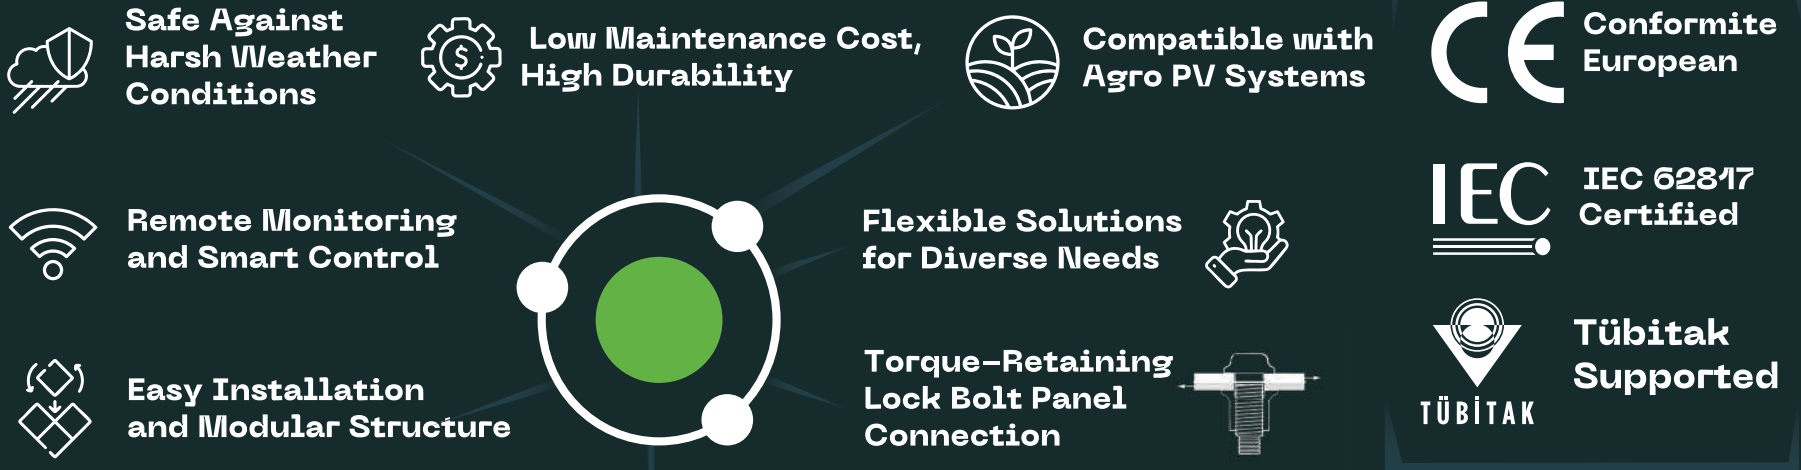 Safe Against
Harsh Weather
Conditions
$
Low Maintenance Cost,
High Durability
Compatible with
Agro PV Systems
CE
Conformite
European
Remote Monitoring
and Smart Control
Flexible Solutions
for Diverse Needs
IEC
IEC 62817
Certified
Easy Installation
and Modular Structure
Torque-Retaining
Lock Bolt Panel
Connection
TÜBİTAK
Tübitak
Supported